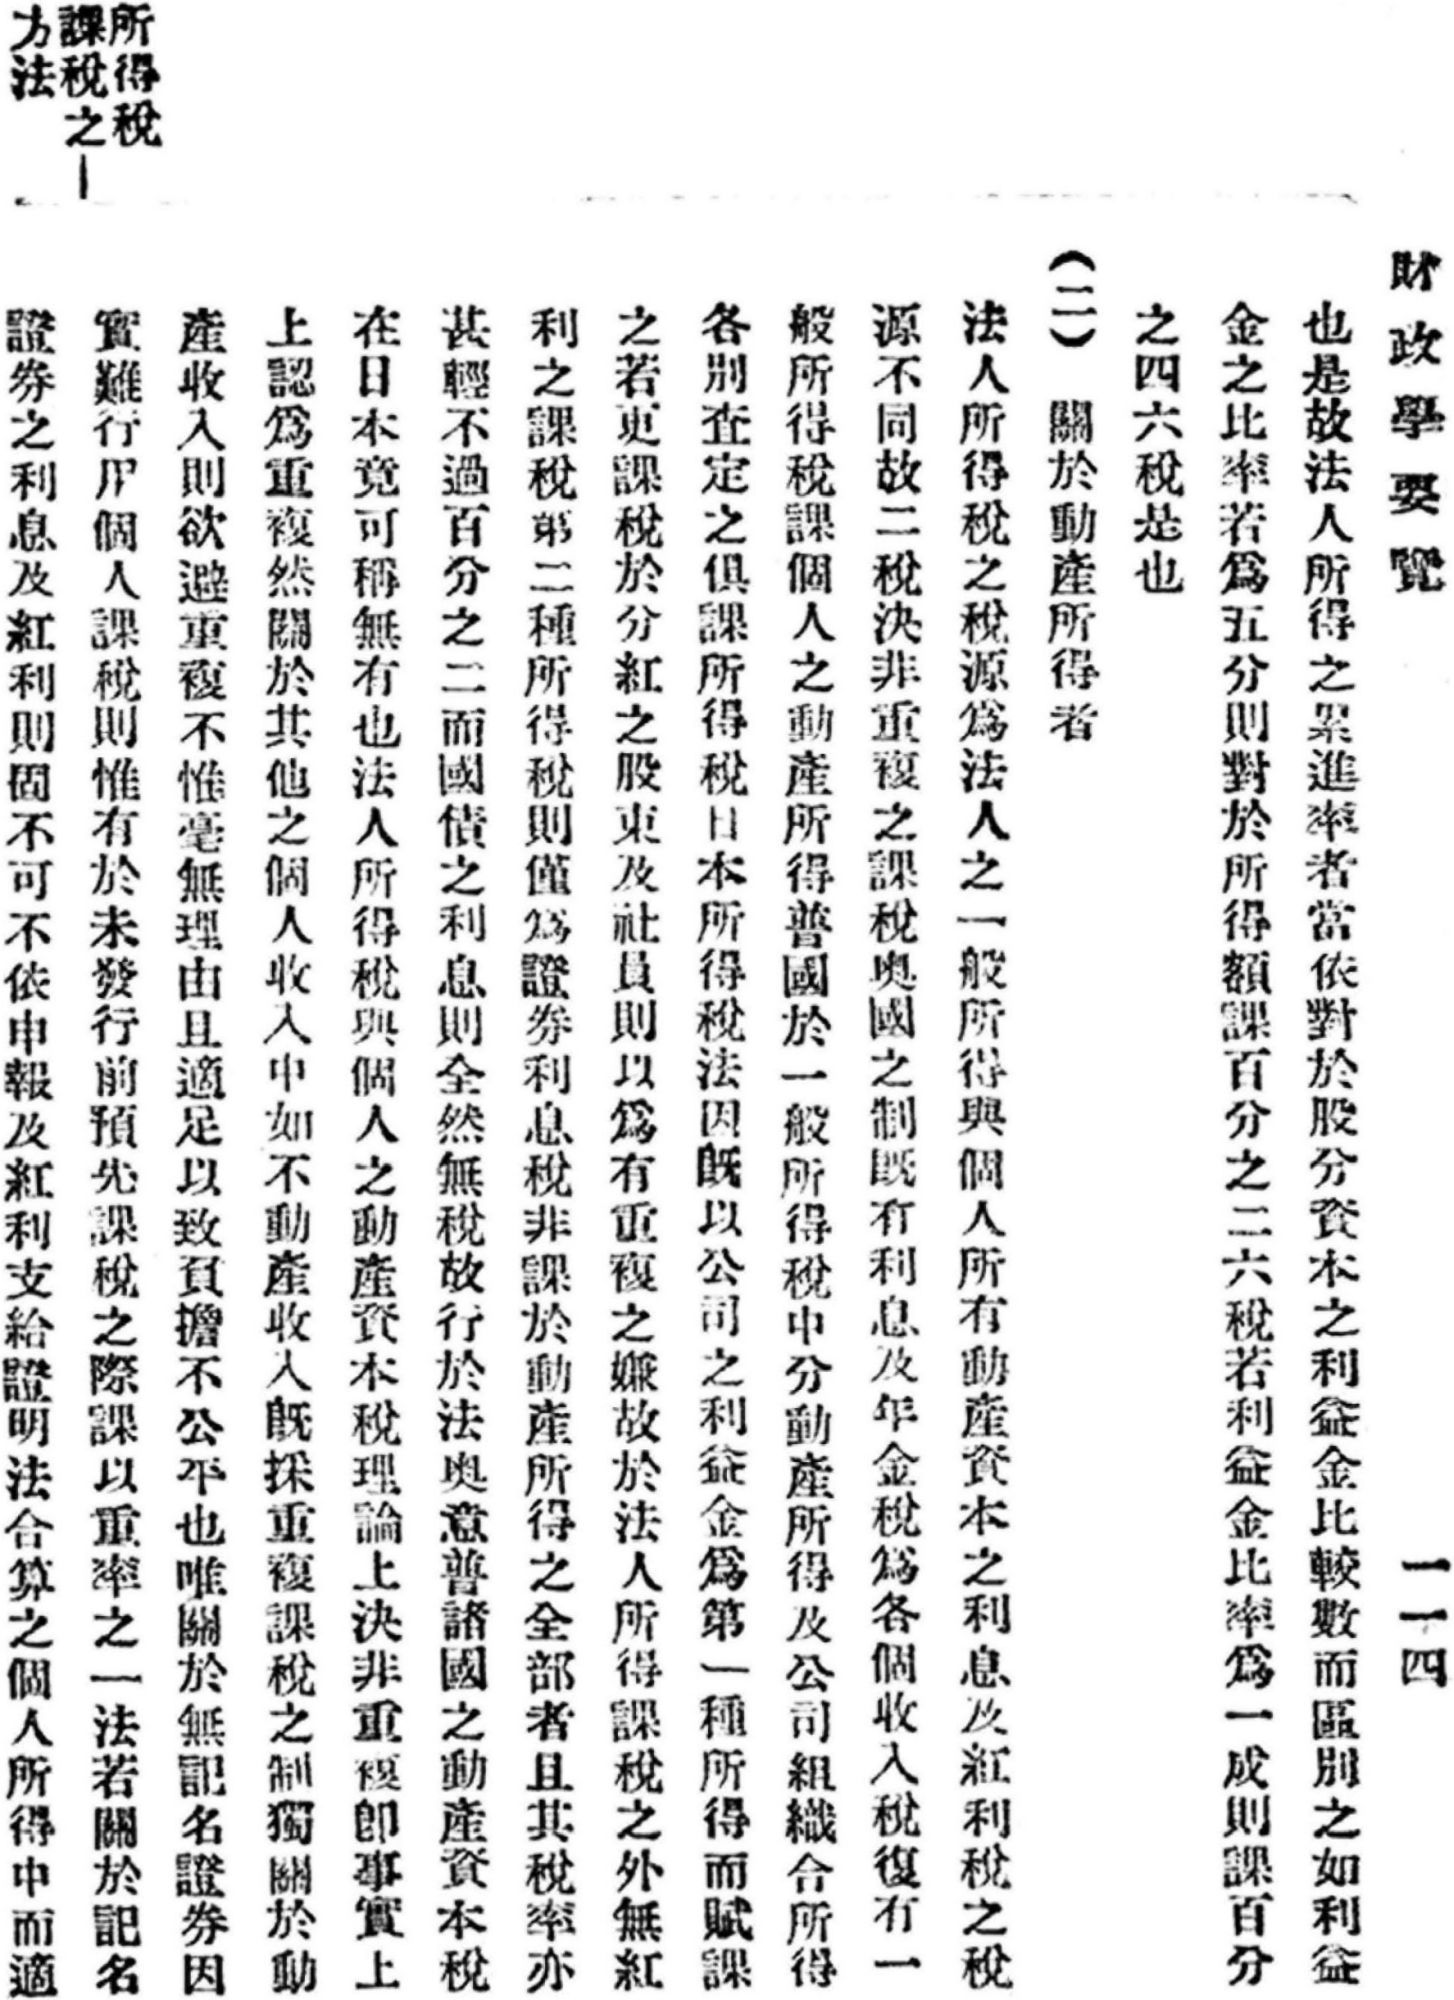 財政學要覽
一一四
也是故法人所得之累進率者當依對於股分資本之利益金比較數而區別之如利益
金之比率若爲五分則對於所得額課百分之二六稅若利益金比率爲一成則課百分
之四六稅是也
（二）　關於動產所得者
法人所得稅之稅源爲法人之一般所得與個人所有動產資本之利息及紅利稅之稅
源不同故二稅決非重複之課稅奥國之制旣有利息及年金稅爲各個收入稅復有一
般所得稅課個人之動產所得普國於一般所得稅中分動產所得及公司組織合所得
各別查定之俱課所得稅日本所得稅法因旣以公司之利益金爲第一種所得而賦課
之若更課稅於分紅之股東及社員則以爲有重複之嫌故於法人所得課稅之外無紅
利之課稅第二種所得稅則僅爲證券利息稅非課於動產所得之全部者且其稅率亦
甚輕不過百分之二而國債之利息則全然無稅故行於法奥意普諸國之動產資本稅
在日本竟可稱無有也法人所得稅與個人之動產資本稅理論上決非重複卽事實上
上認爲重複然關於其他之個人收入中如不動產收入旣採重複課稅之制獨關於動
產收入則欲避重複不惟毫無理由且適足以致負擔不公平也唯關於無記名證券因
實難行戶個人課稅則惟有於未發行前預先課稅之際課以重率之一法若關於記名
證券之利息及紅利則固不可不依申報及紅利支給證明法合算之個人所得中而適
所得稅
課稅之
方法